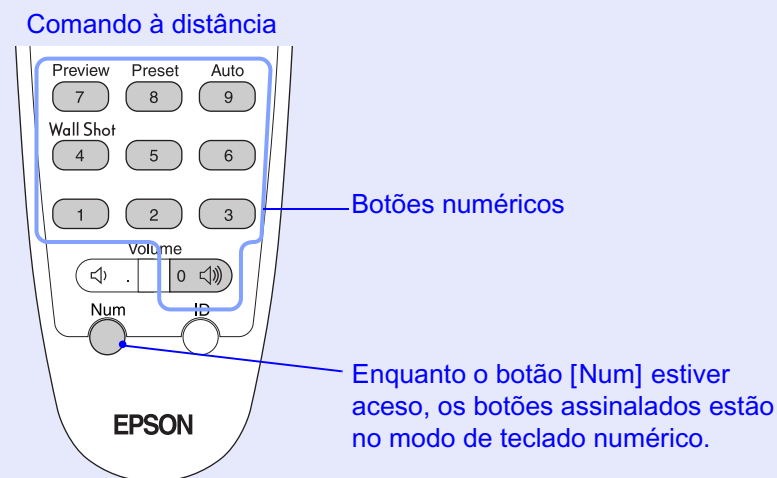 Comando à distância
Preview Preset Auto
7 8 9
Wall Shot
4 5 6
1 2 3
Botões numéricos
Volume
. 0
Num ID
Enquanto o botão [Num] estiver
aceso, os botões assinalados estão
no modo de teclado numérico.
EPSON